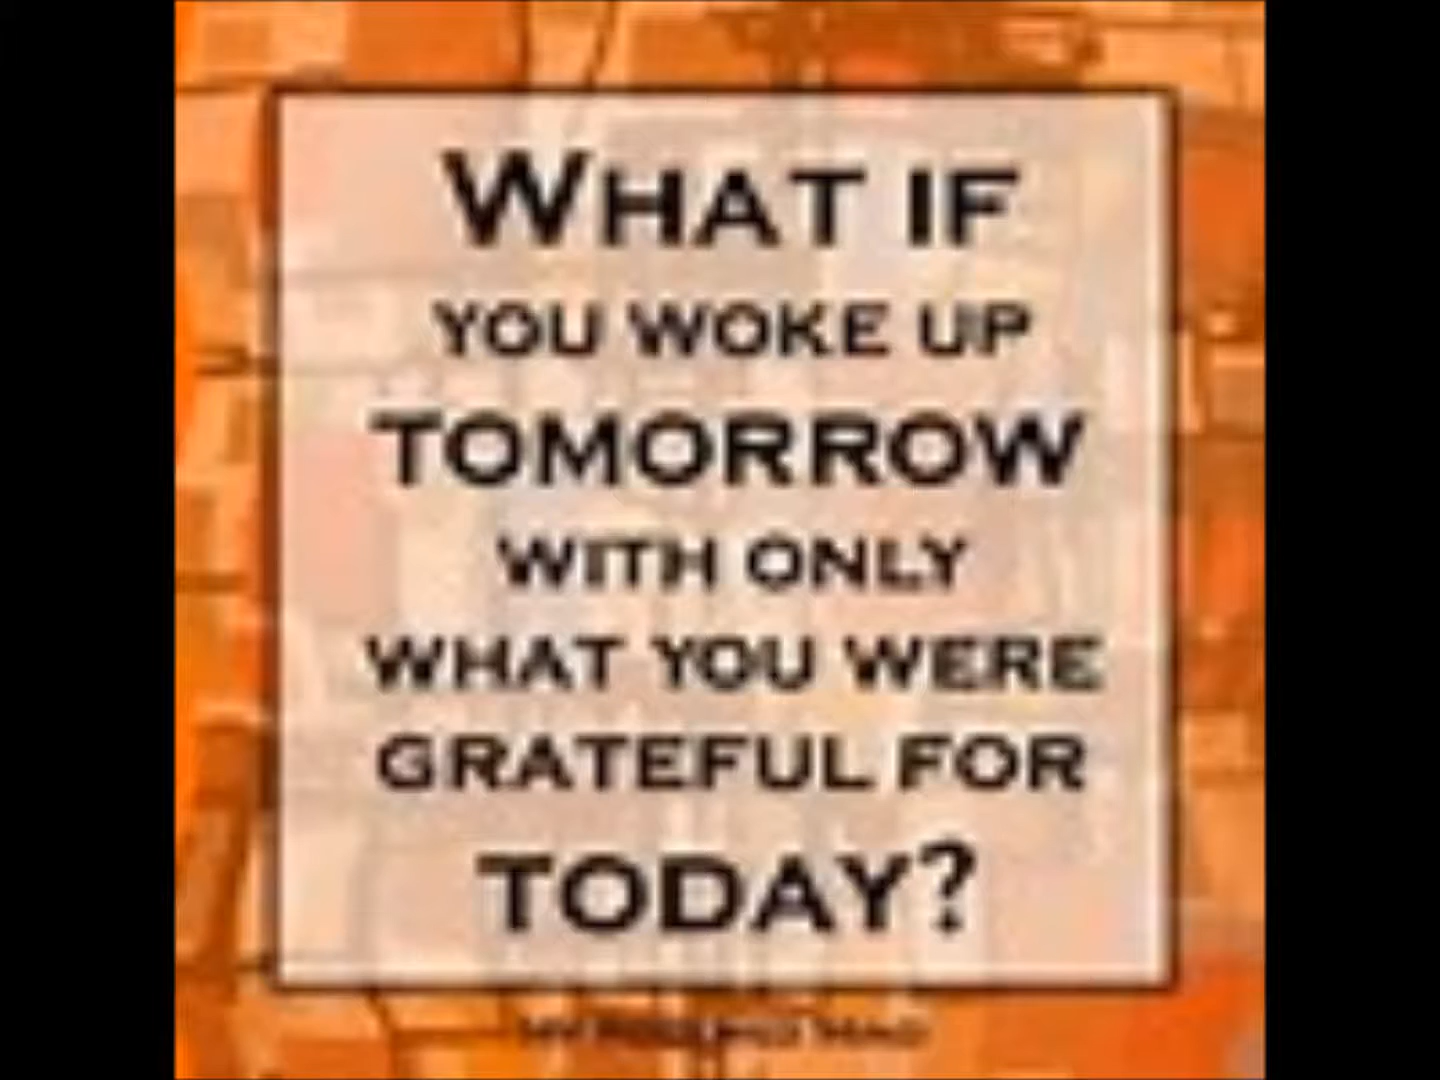 WHAT IF
YOU WOKE UP
TOMORROW
WITH ONLY
WHAT YOU WERE
GRATEFUL FOR
TODAY?